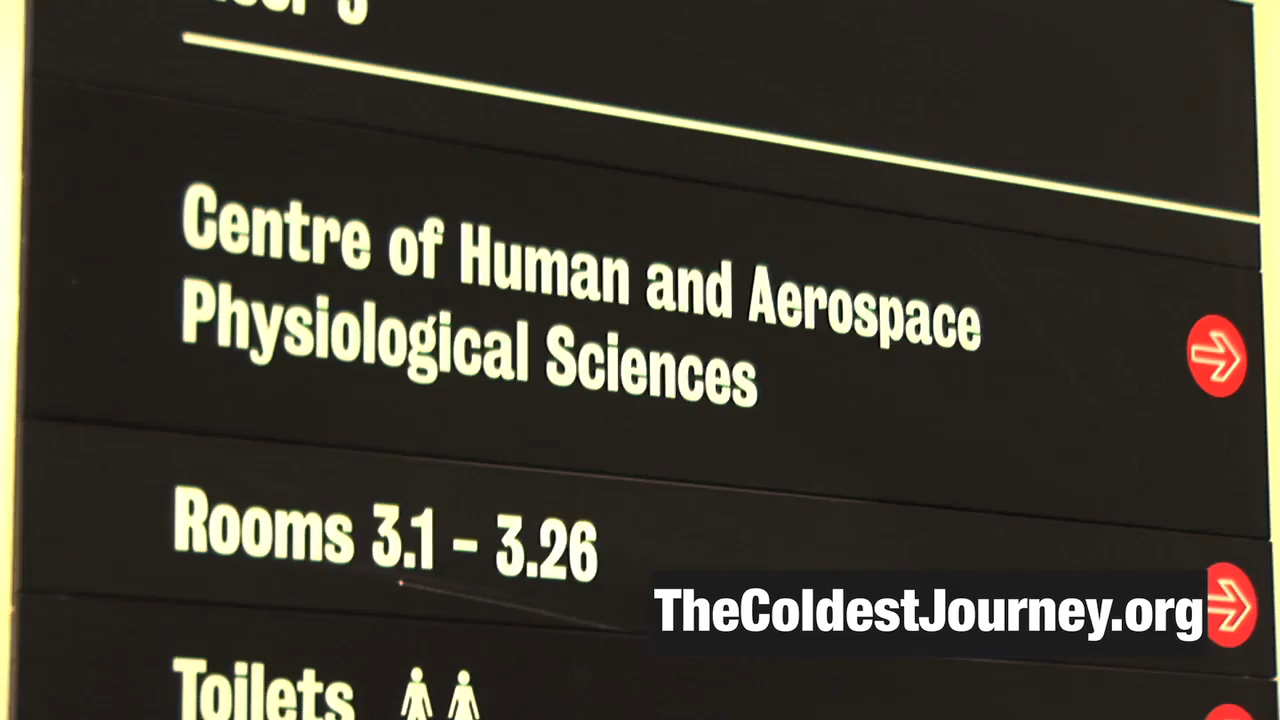 Centre of Human and Aerospace
Physiological Sciences
Rooms 3.1 – 3.26
TheColdestJourney.org
Toilets